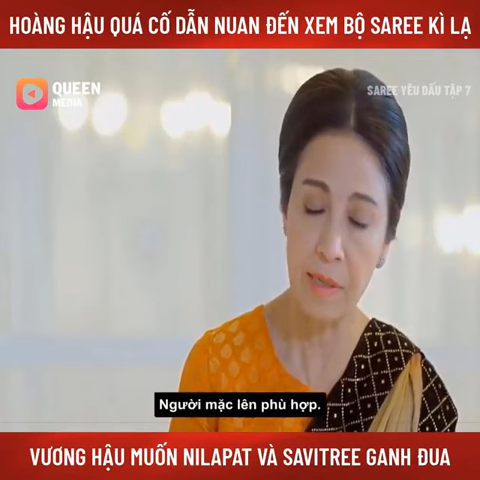 HOÀNG HẬU QUÁ CỐ DẪN NUAN ĐẾN XEM BỘ SAREE KÌ LẠ
QUEEN
MEDIA
SAREE YÊU DẤU TẬP 7
Người mặc lên phù hợp.
VƯƠNG HẬU MUỐN NILAPAT VÀ SAVITREE GANH ĐUA